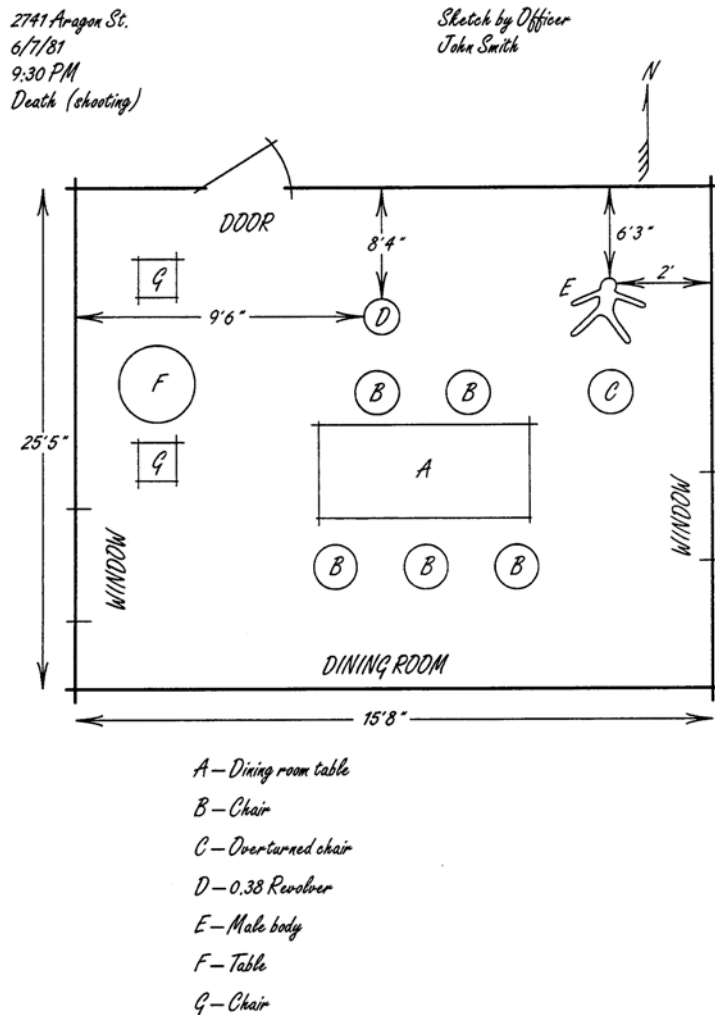 2741 Aragon St.
6/7/81
9:30 PM
Death (shooting)
Sketch by Officer
John Smith
N
DOOR
8'4"
6'3"
2'
G
E
9'6"
D
F
B
B
C
25'5"
G
A
WINDOW
WINDOW
B
B
B
DINING ROOM
15'8"
A – Dining room table
B – Chair
C – Overturned chair
D – 0.38 Revolver
E – Male body
F – Table
G – Chair